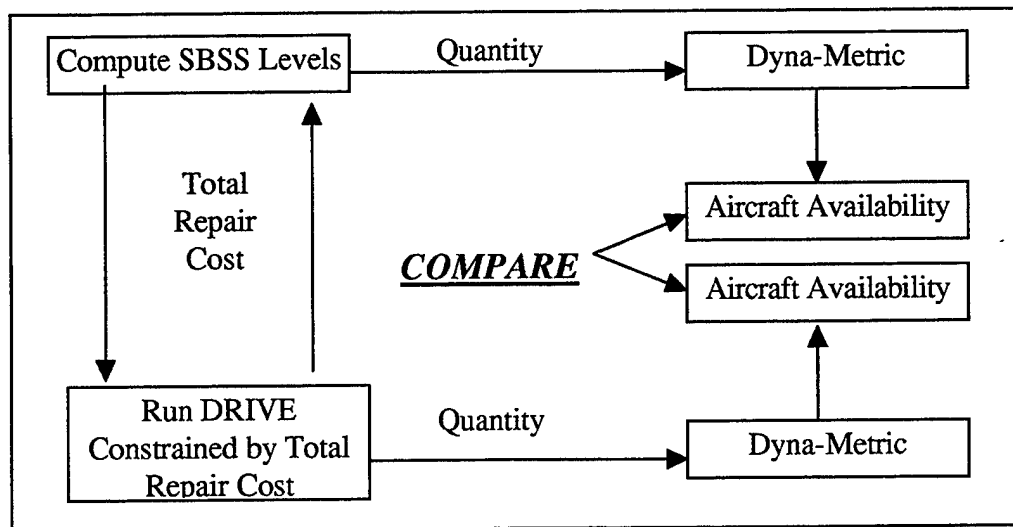 Compute SBSS Levels
Quantity
Dyna-Metric
Total
Repair
Cost
Aircraft Availability
COMPARE
Aircraft Availability
Run DRIVE
Constrained by Total
Repair Cost
Quantity
Dyna-Metric